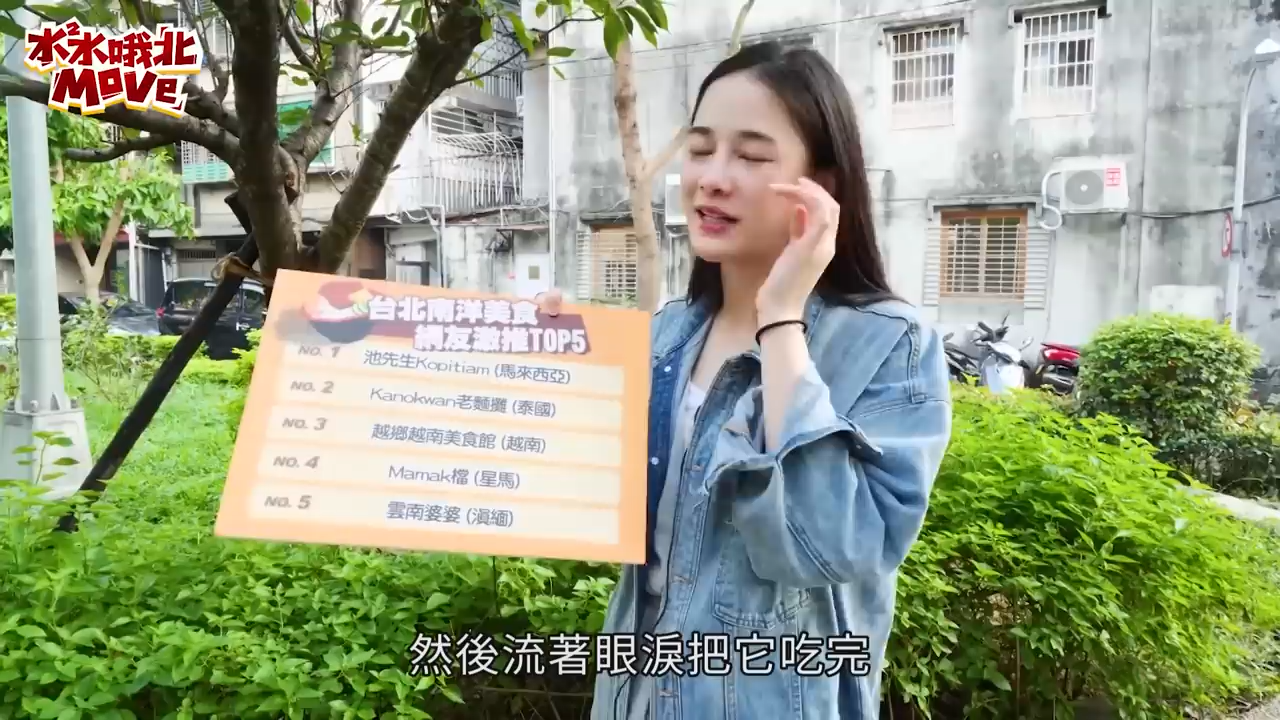 水²水哦北
MOVE
台北南洋美食
網友激推TOP5
NO. 1 池先生Kopitiam (馬來西亞)
NO. 2 Kanokwan老麵攤 (泰國)
NO. 3 越鄉越南美食館 (越南)
NO. 4 Mamak檔 (星馬)
NO. 5 雲南婆婆 (滇緬)
然後流著眼淚把它吃完